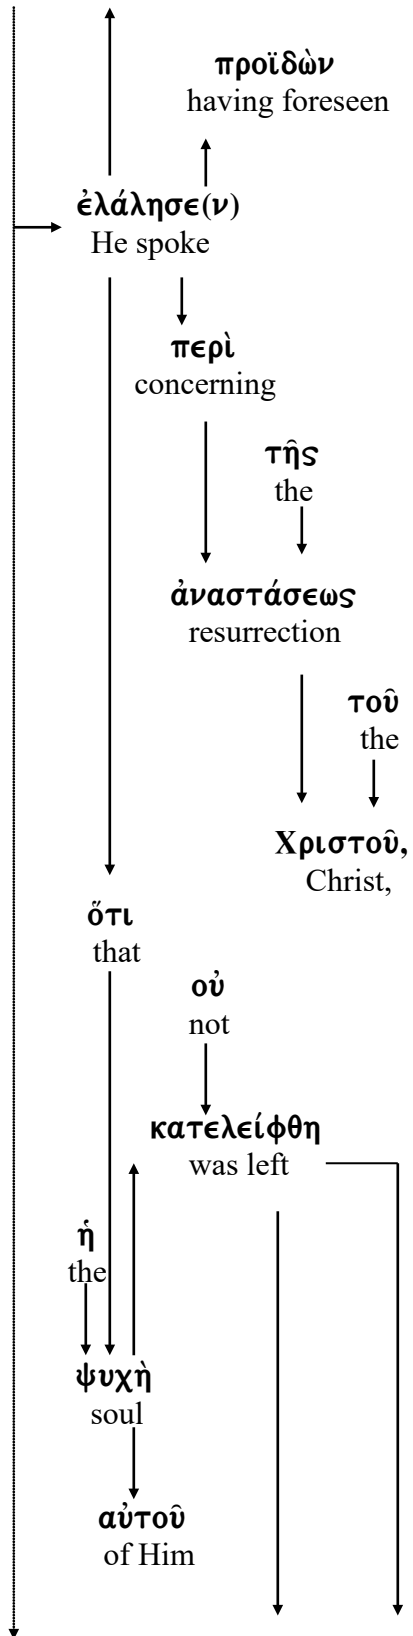 προϊδὼν
having foreseen
ἐλάλησε(ν)
He spoke
περὶ
concerning
τῆς
the
ἀναστάσεως
resurrection
τοῦ
the
Χριστοῦ,
Christ,
ὅτι
that
οὐ
not
κατελείφθη
was left
ἡ
the
ψυχὴ
soul
αὐτοῦ
of Him